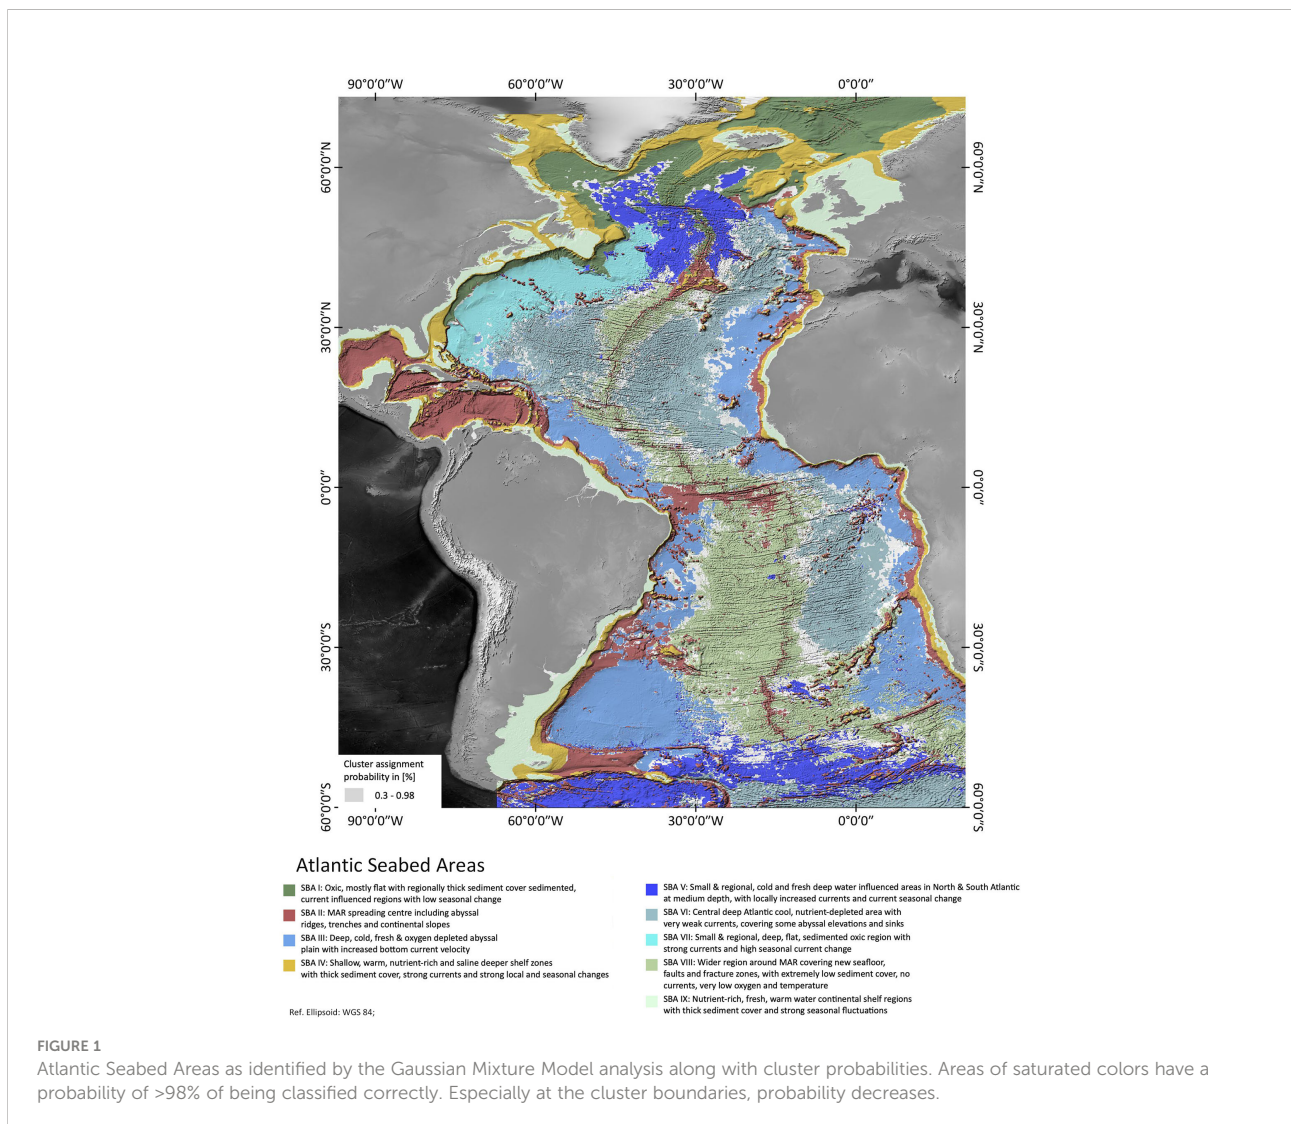 90°0'0"W 60°0'0"W 30°0'0"W 0°0'0"
60°0'0"N 60°0'0"N
30°0'0"N 30°0'0"N
0°0'0" 0°0'0"
30°0'0"S 30°0'0"S
60°0'0"S 60°0'0"S
Cluster assignment
probability in [%]
0.3 - 0.98
90°0'0"W 60°0'0"W 30°0'0"W 0°0'0"
Atlantic Seabed Areas
SBA I: Oxic, mostly flat with regionally thick sediment cover sedimented,
current influenced regions with low seasonal change
SBA II: MAR spreading centre including abyssal
ridges, trenches and continental slopes
SBA III: Deep, cold, fresh & oxygen depleted abyssal
plain with increased bottom current velocity
SBA IV: Shallow, warm, nutrient-rich and saline deeper shelf zones
with thick sediment cover, strong currents and strong local and seasonal changes
SBA V: Small & regional, cold and fresh deep water influenced areas in North & South Atlantic
at medium depth, with locally increased currents and current seasonal change
SBA VI: Central deep Atlantic cool, nutrient-depleted area with
very weak currents, covering some abyssal elevations and sinks
SBA VII: Small & regional, deep, flat, sedimented oxic region with
strong currents and high seasonal current change
SBA VIII: Wider region around MAR covering new seafloor,
faults and fracture zones, with extremely low sediment cover, no
currents, very low oxygen and temperature
SBA IX: Nutrient-rich, fresh, warm water continental shelf regions
with thick sediment cover and strong seasonal fluctuations
Ref. Ellipsoid: WGS 84;
FIGURE 1
Atlantic Seabed Areas as identified by the Gaussian Mixture Model analysis along with cluster probabilities. Areas of saturated colors have a
probability of >98% of being classified correctly. Especially at the cluster boundaries, probability decreases.